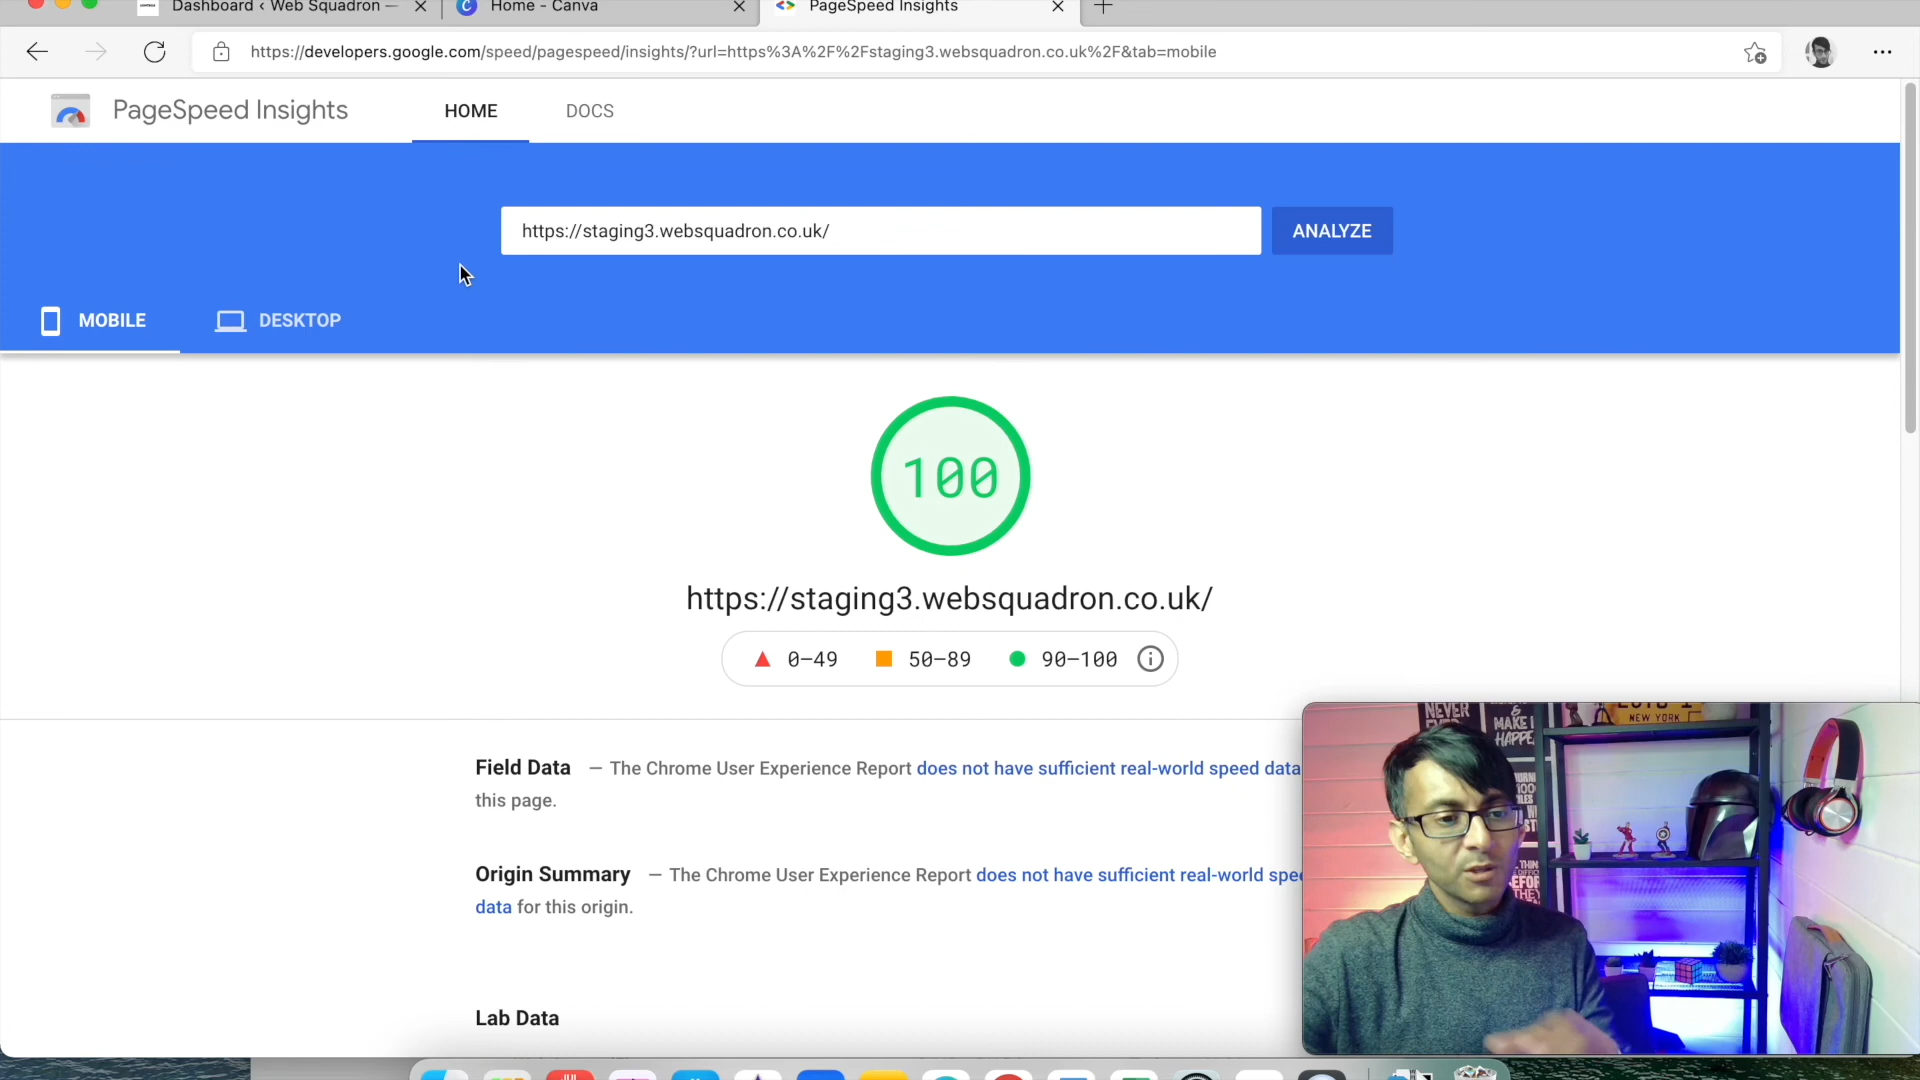 Dashboard ‹ Web Squadron —
Home - Canva
PageSpeed Insights
https://developers.google.com/speed/pagespeed/insights/?url=https%3A%2F%2Fstaging3.websquadron.co.uk%2F&tab=mobile
PageSpeed Insights
HOME
DOCS
https://staging3.websquadron.co.uk/
ANALYZE
MOBILE
DESKTOP
100
https://staging3.websquadron.co.uk/
0–49
50–89
90–100
Field Data — The Chrome User Experience Report does not have sufficient real-world speed data
this page.
Origin Summary — The Chrome User Experience Report does not have sufficient real-world
data for this origin.
Lab Data
NEVER
&
MAKE
NEW YORK